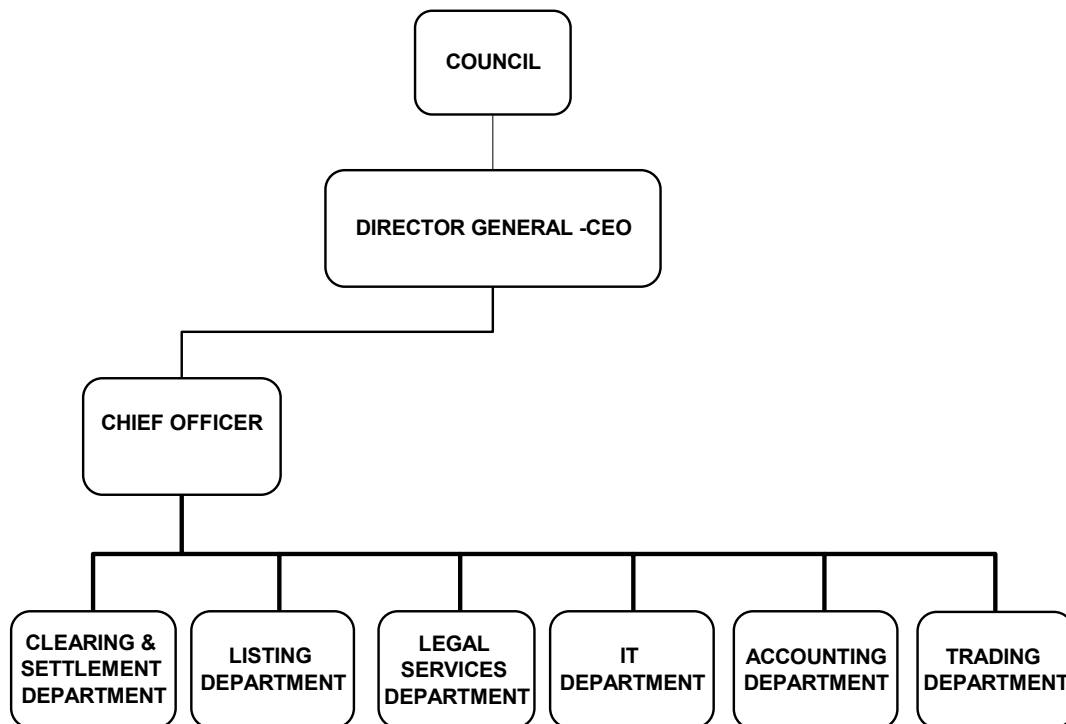 COUNCIL
DIRECTOR GENERAL -CEO
CHIEF OFFICER
CLEARING &
SETTLEMENT
DEPARTMENT
LISTING
DEPARTMENT
LEGAL
SERVICES
DEPARTMENT
IT
DEPARTMENT
ACCOUNTING
DEPARTMENT
TRADING
DEPARTMENT